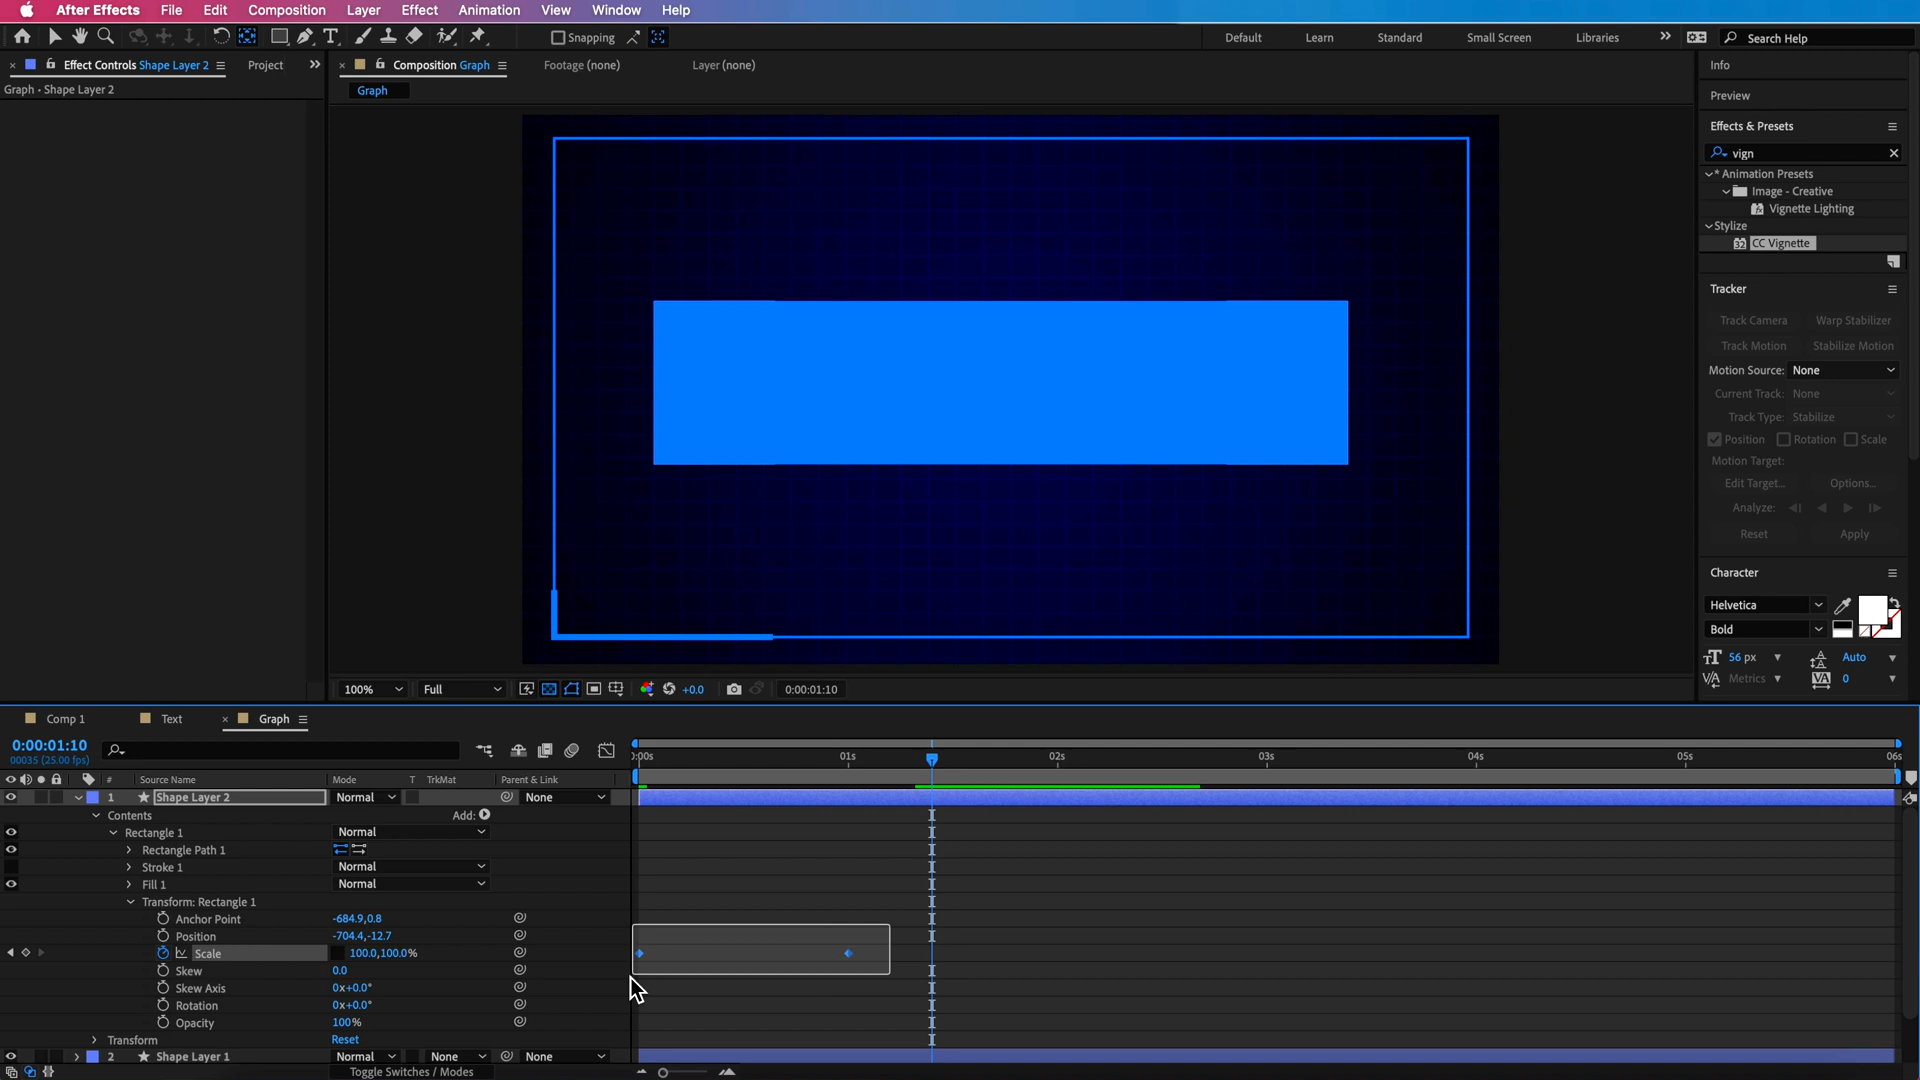 After Effects File Edit Composition Layer Effect Animation View Window Help
Snapping Default Learn Standard Small Screen Libraries Search Help
Effect Controls Shape Layer 2 Project Composition Graph Footage (none) Layer (none) Info
Graph • Shape Layer 2 Graph
Preview
Effects & Presets
vign
* Animation Presets
Image - Creative
Vignette Lighting
Stylize
CC Vignette
Tracker
Track Camera Warp Stabilizer
Track Motion Stabilize Motion
Motion Source: None
Current Track: None
Track Type: Stabilize
Position Rotation Scale
Motion Target:
Edit Target... Options...
Analyze:
Reset Apply
Character
Helvetica
Bold
56 px Auto
Metrics 0
100% Full +0.0 0:00:01:10
Comp 1 Text Graph
0:00:01:10
00035 (25.00 fps)
:00s 01s 02s 03s 04s 05s 06s
# Source Name Mode T TrkMat Parent & Link
1 Shape Layer 2 Normal None
Contents Add:
Rectangle 1 Normal
Rectangle Path 1
Stroke 1 Normal
Fill 1 Normal
Transform: Rectangle 1
Anchor Point -684.9,0.8
Position -704.4,-12.7
Scale 100.0,100.0%
Skew 0.0
Skew Axis 0x+0.0°
Rotation 0x+0.0°
Opacity 100%
Transform Reset
2 Shape Layer 1 Normal None None
Toggle Switches / Modes